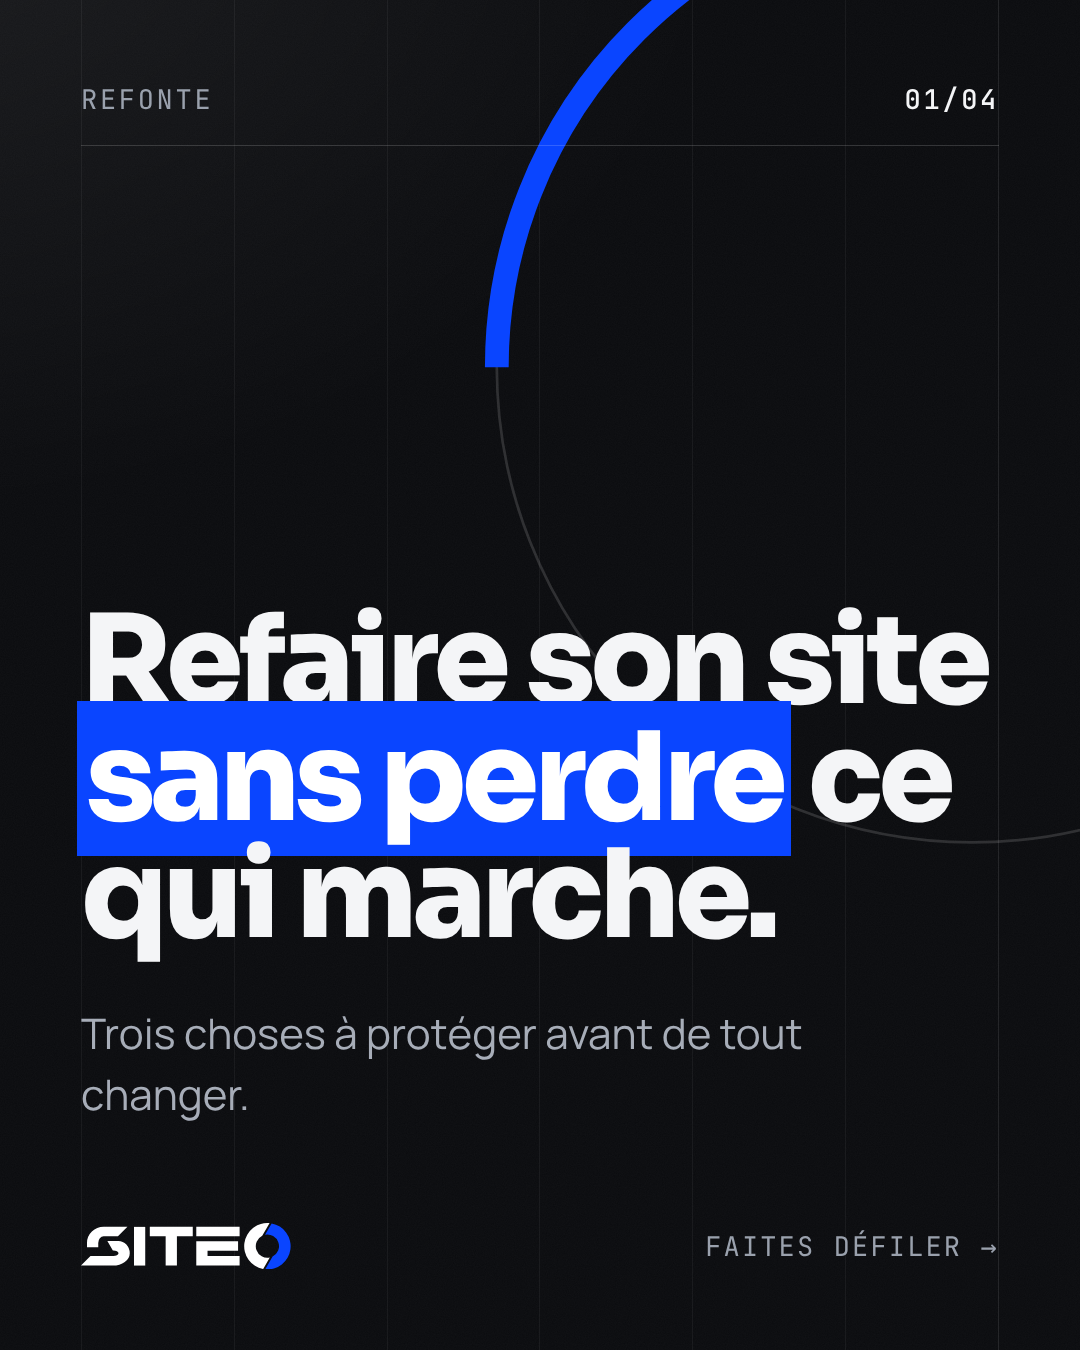 REFONTE
01/04
Refaire son site
sans perdre ce
qui marche.
Trois choses à protéger avant de tout
changer.
SITEO
FAITES DÉFILER →